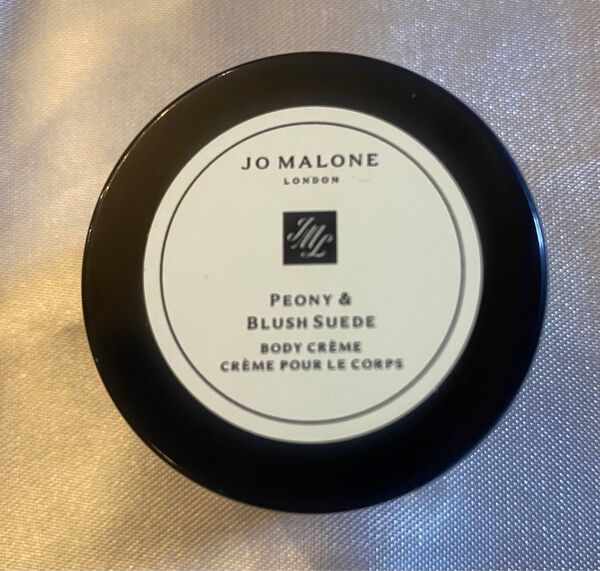 JO MALONE
LONDON
JML
PEONY &
BLUSH SUEDE
BODY CRÈME
CRÈME POUR LE CORPS